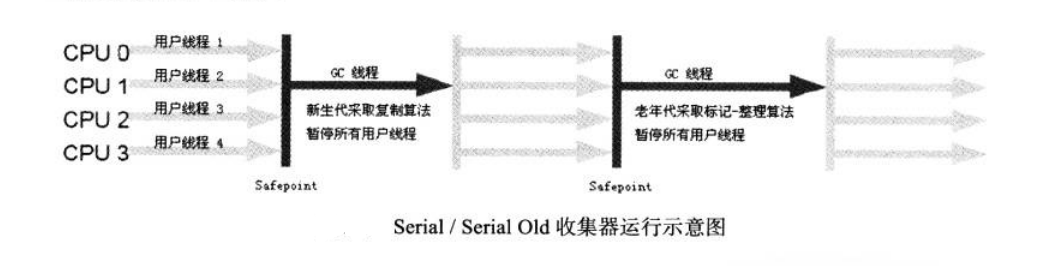 CPU 0 用户线程 1
CPU 1 用户线程 2
CPU 2 用户线程 3
CPU 3 用户线程 4
GC 线程
新生代采取复制算法
暂停所有用户线程
Safepoint
GC 线程
老年代采取标记-整理算法
暂停所有用户线程
Safepoint
Serial / Serial Old 收集器运行示意图